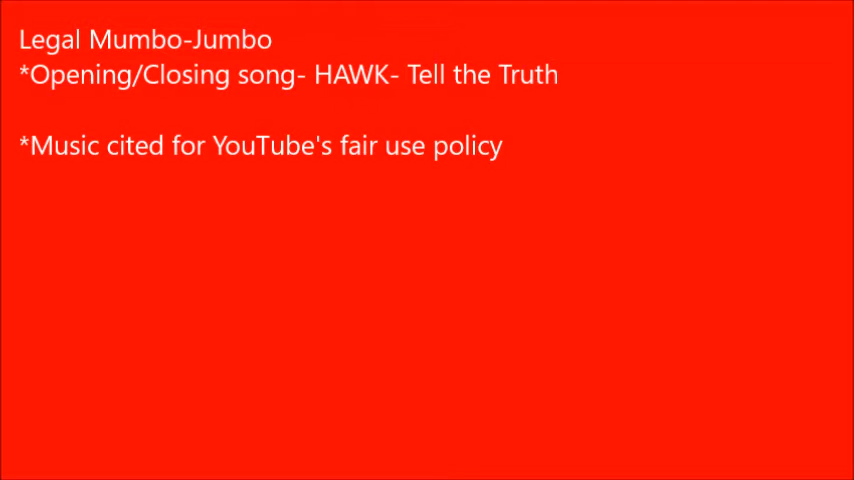 Legal Mumbo-Jumbo
*Opening/Closing song- HAWK- Tell the Truth
*Music cited for YouTube's fair use policy